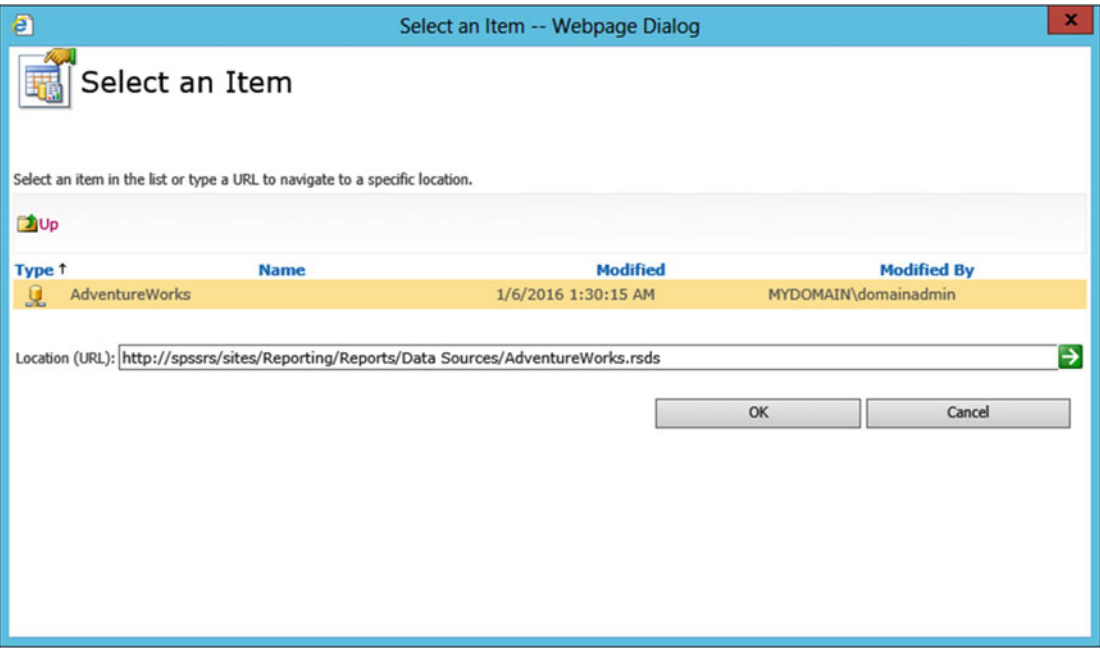 Select an Item -- Webpage Dialog
x
Select an Item
Select an item in the list or type a URL to navigate to a specific location.
Up
Type ↑ Name Modified Modified By
AdventureWorks 1/6/2016 1:30:15 AM MYDOMAIN\domainadmin
Location (URL): http://spssrs/sites/Reporting/Reports/Data Sources/AdventureWorks.rsds
OK Cancel